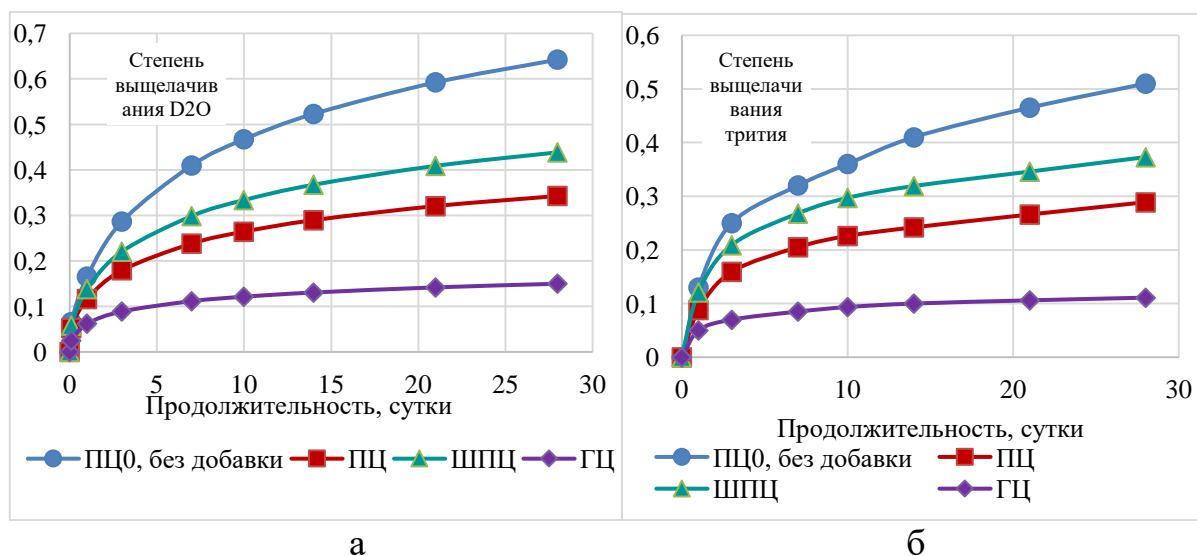 0,7
0,6
0,5
0,4
0,3
0,2
0,1
0
Степень
выщелачив
ания D2O
0 5 10 15 20 25 30
Продолжительность, сутки
ПЦ0, без добавки ПЦ ШПЦ ГЦ
а
0,6
0,5
0,4
0,3
0,2
0,1
0
Степень
выщелачи
вания
трития
0 10 20 30
Продолжительность, сутки
ПЦ0, без добавки ПЦ
ШПЦ ГЦ
б